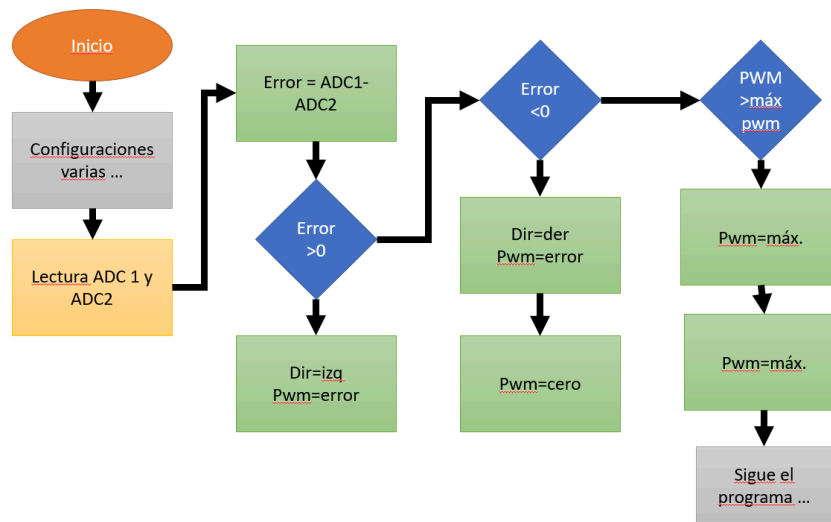 Inicio
Configuraciones
varias ...
Lectura ADC 1 y
ADC2
Error = ADC1-
ADC2
Error
>0
Dir=izq
Pwm=error
Error
<0
Dir=der
Pwm=error
Pwm=cero
PWM
>máx
pwm
Pwm=máx.
Pwm=máx.
Sigue el
programa ...